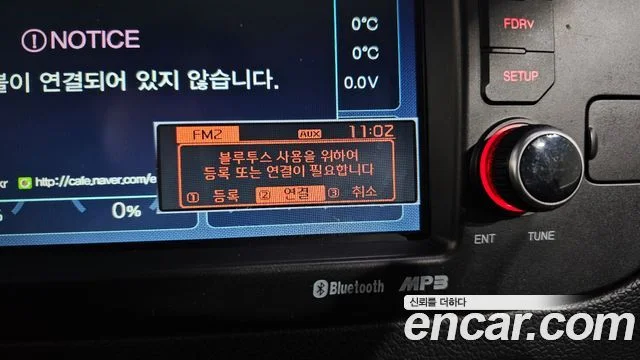 NOTICE
이 연결되어 있지 않습니다.
0°C
0°C
0.0V
FM2 AUX 11:02
블루투스 사용을 위하여
등록 또는 연결이 필요합니다
① 등록 ② 연결 ③ 취소
kr http://cafe.naver.com/e
0%
FDRV
SETUP
ENT TUNE
Bluetooth MP3
신뢰를 더하다
encar.com